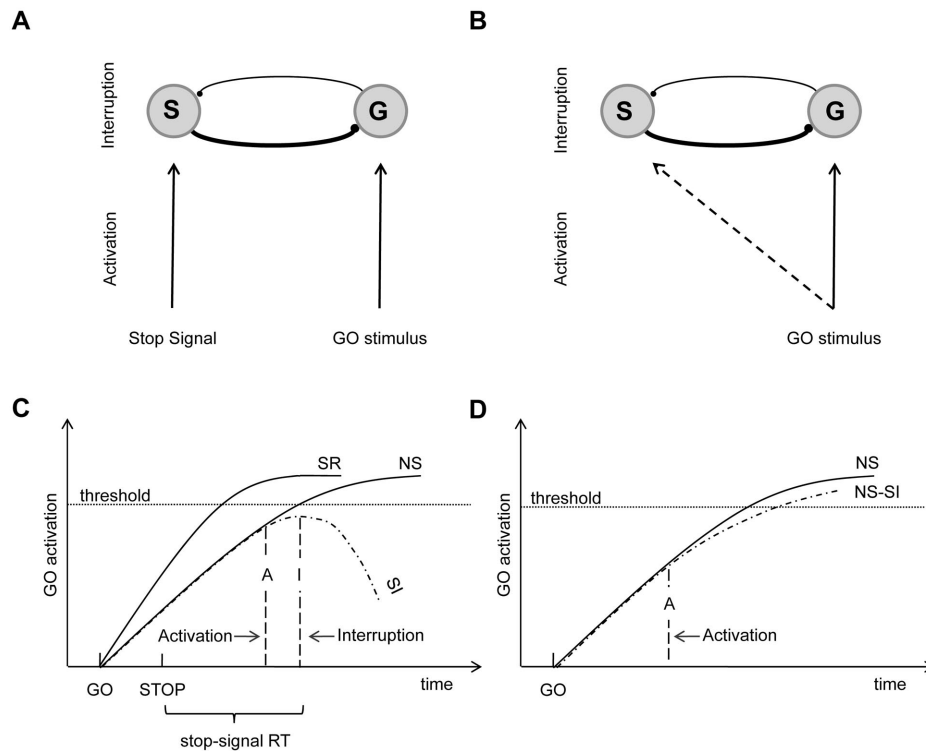 A
Interruption
S
G
Activation
Stop Signal
GO stimulus
B
Interruption
S
G
Activation
GO stimulus
C
GO activation
threshold
SR
NS
SI
A
I
Activation
Interruption
GO
STOP
time
stop-signal RT
D
GO activation
threshold
NS
NS-SI
A
Activation
GO
time